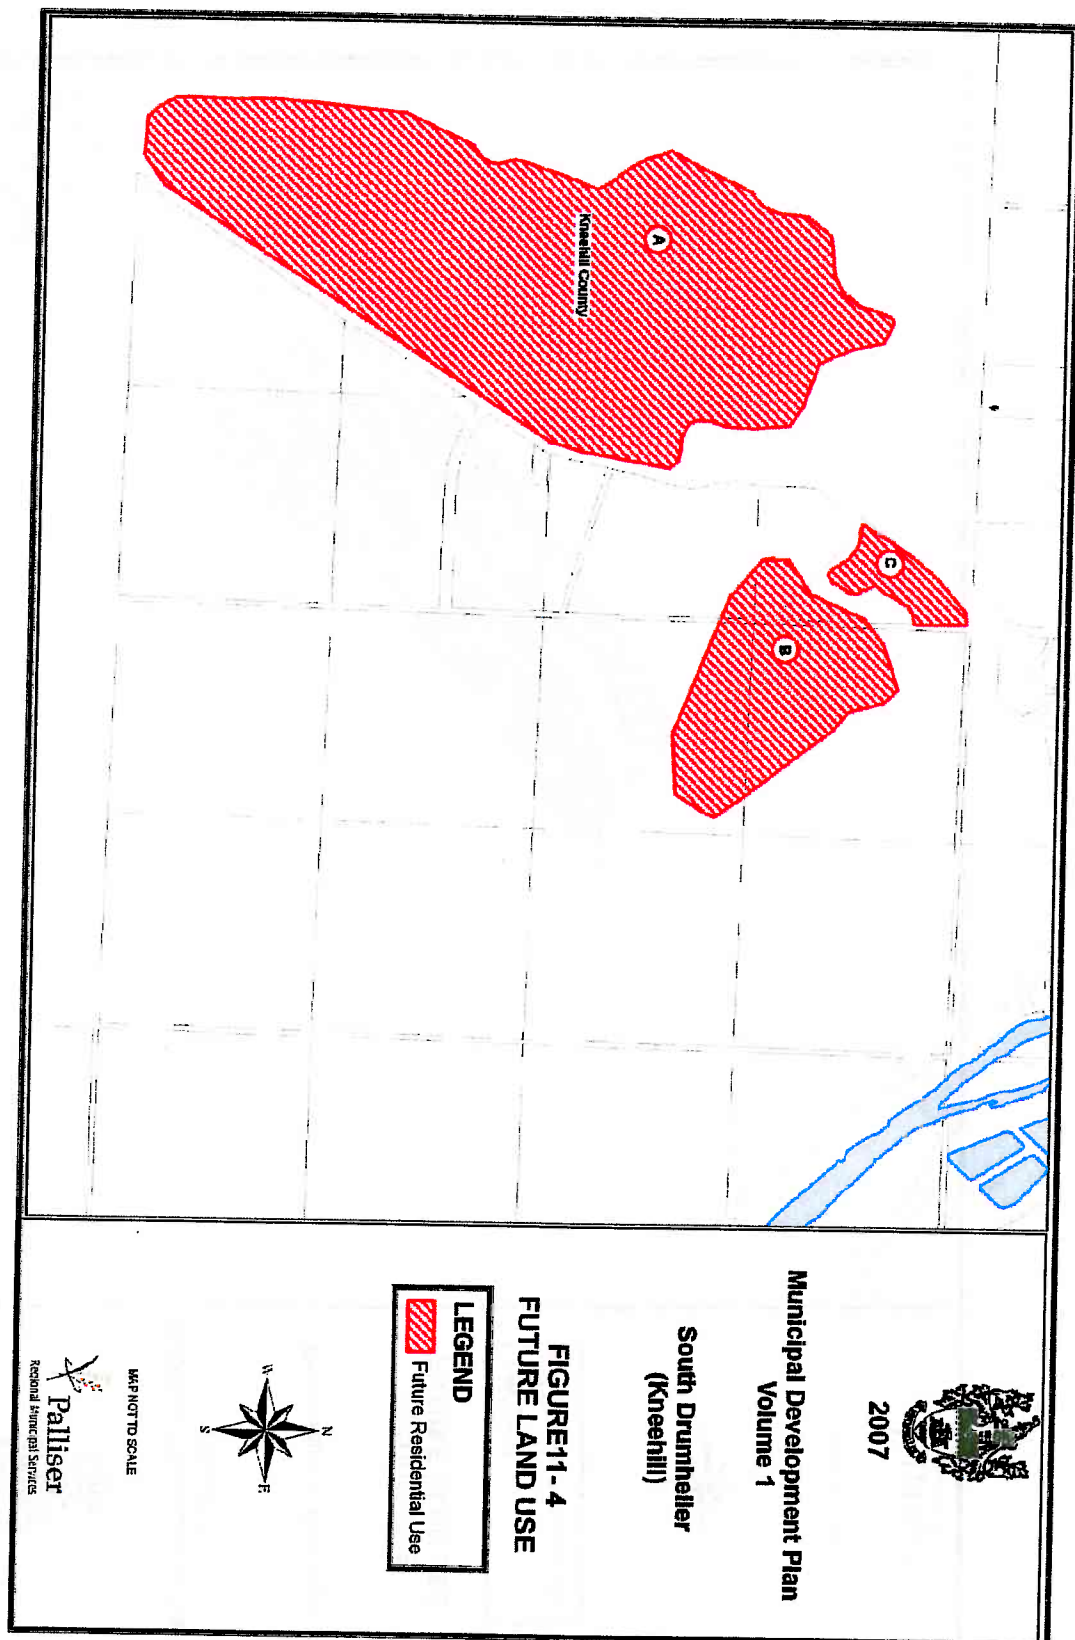 A
Kneehill County
C
B
2007
Municipal Development Plan
Volume 1
South Drumheller
(Kneehill)
FIGURE11- 4
FUTURE LAND USE
LEGEND
Future Residential Use
N
W
E
S
MAP NOT TO SCALE
Palliser
Regional Municipal Services